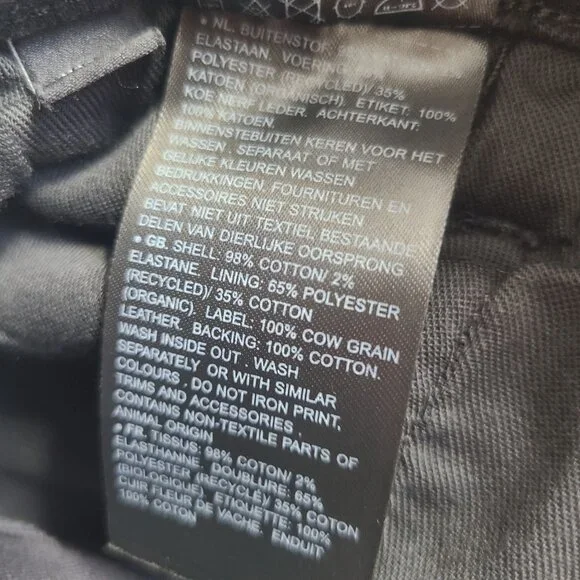 • NL. BUITENSTOF:
ELASTAAN. VOERING:
POLYESTER (RECYCLED)/ 35%
KATOEN (ORGANISCH). ETIKET: 100%
KOE NERF LEDER. ACHTERKANT:
100% KATOEN.
BINNENSTEBUITEN KEREN VOOR HET
WASSEN . SEPARAAT OF MET
GELIJKE KLEUREN WASSEN
BEDRUKKINGEN, FOURNITUREN EN
ACCESSOIRES NIET STRIJKEN
BEVAT NIET UIT TEXTIEL BESTAANDE
DELEN VAN DIERLIJKE OORSPRONG
• GB. SHELL: 98% COTTON/ 2%
ELASTANE. LINING: 65% POLYESTER
(RECYCLED)/ 35% COTTON
(ORGANIC). LABEL: 100% COW GRAIN
LEATHER. BACKING: 100% COTTON.
WASH INSIDE OUT . WASH
SEPARATELY OR WITH SIMILAR
COLOURS . DO NOT IRON PRINT,
TRIMS AND ACCESSORIES .
CONTAINS NON-TEXTILE PARTS OF
ANIMAL ORIGIN
• FR. TISSUS: 98% COTON/ 2%
ELASTHANNE. DOUBLURE: 65%
POLYESTER (RECYCLÉ)/ 35% COTON
(BIOLOGIQUE). ÉTIQUETTE: 100%
CUIR FLEUR DE VACHE. ENDUIT
100% COTON